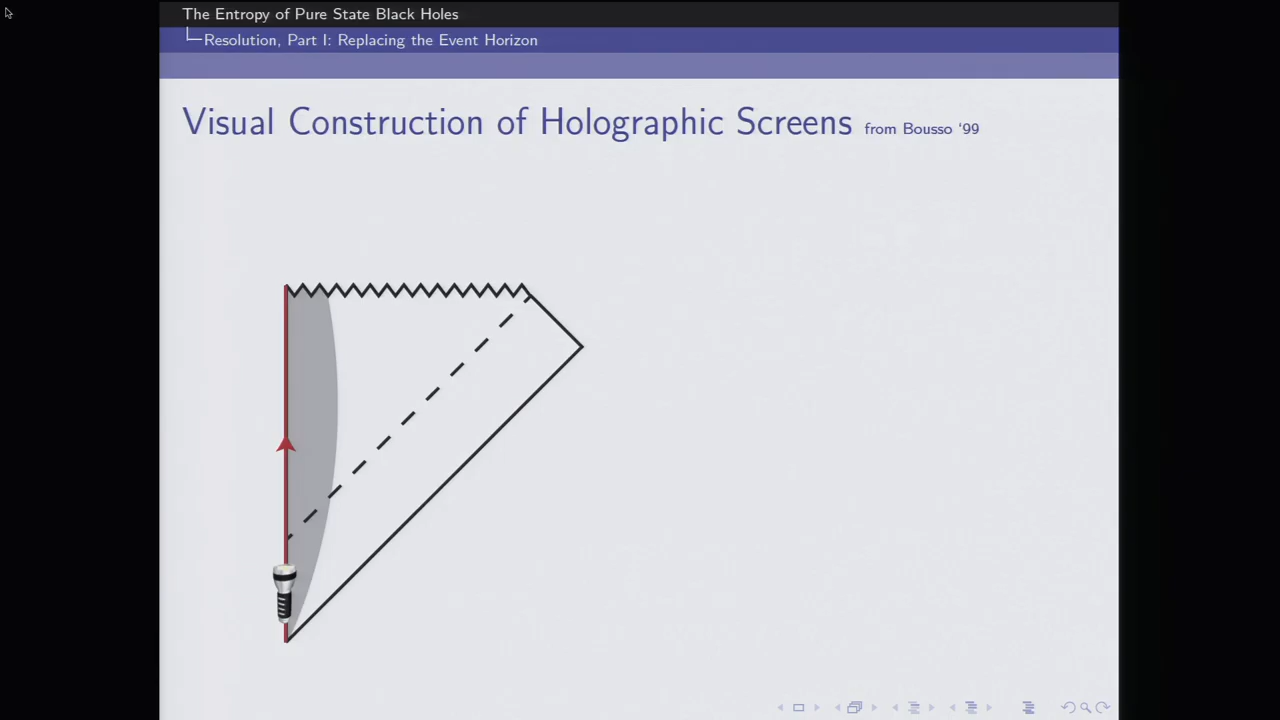 The Entropy of Pure State Black Holes
Resolution, Part I: Replacing the Event Horizon
Visual Construction of Holographic Screens from Bousso ‘99